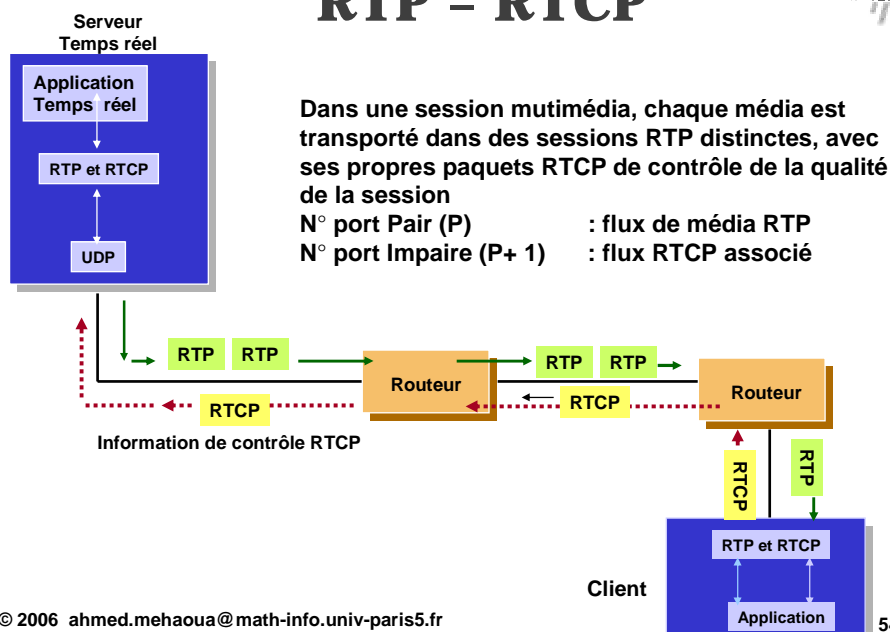 RTP – RTCP
Serveur
Temps réel
Application
Temps réel
RTP et RTCP
UDP
Dans une session mutimédia, chaque média est
transporté dans des sessions RTP distinctes, avec
ses propres paquets RTCP de contrôle de la qualité
de la session
N° port Pair (P) : flux de média RTP
N° port Impaire (P+ 1) : flux RTCP associé
RTP RTP
RTP RTP
Routeur
Routeur
RTCP
RTCP
Information de contrôle RTCP
RTCP
RTP
RTP et RTCP
Client
Application
© 2006 ahmed.mehaoua@math-info.univ-paris5.fr